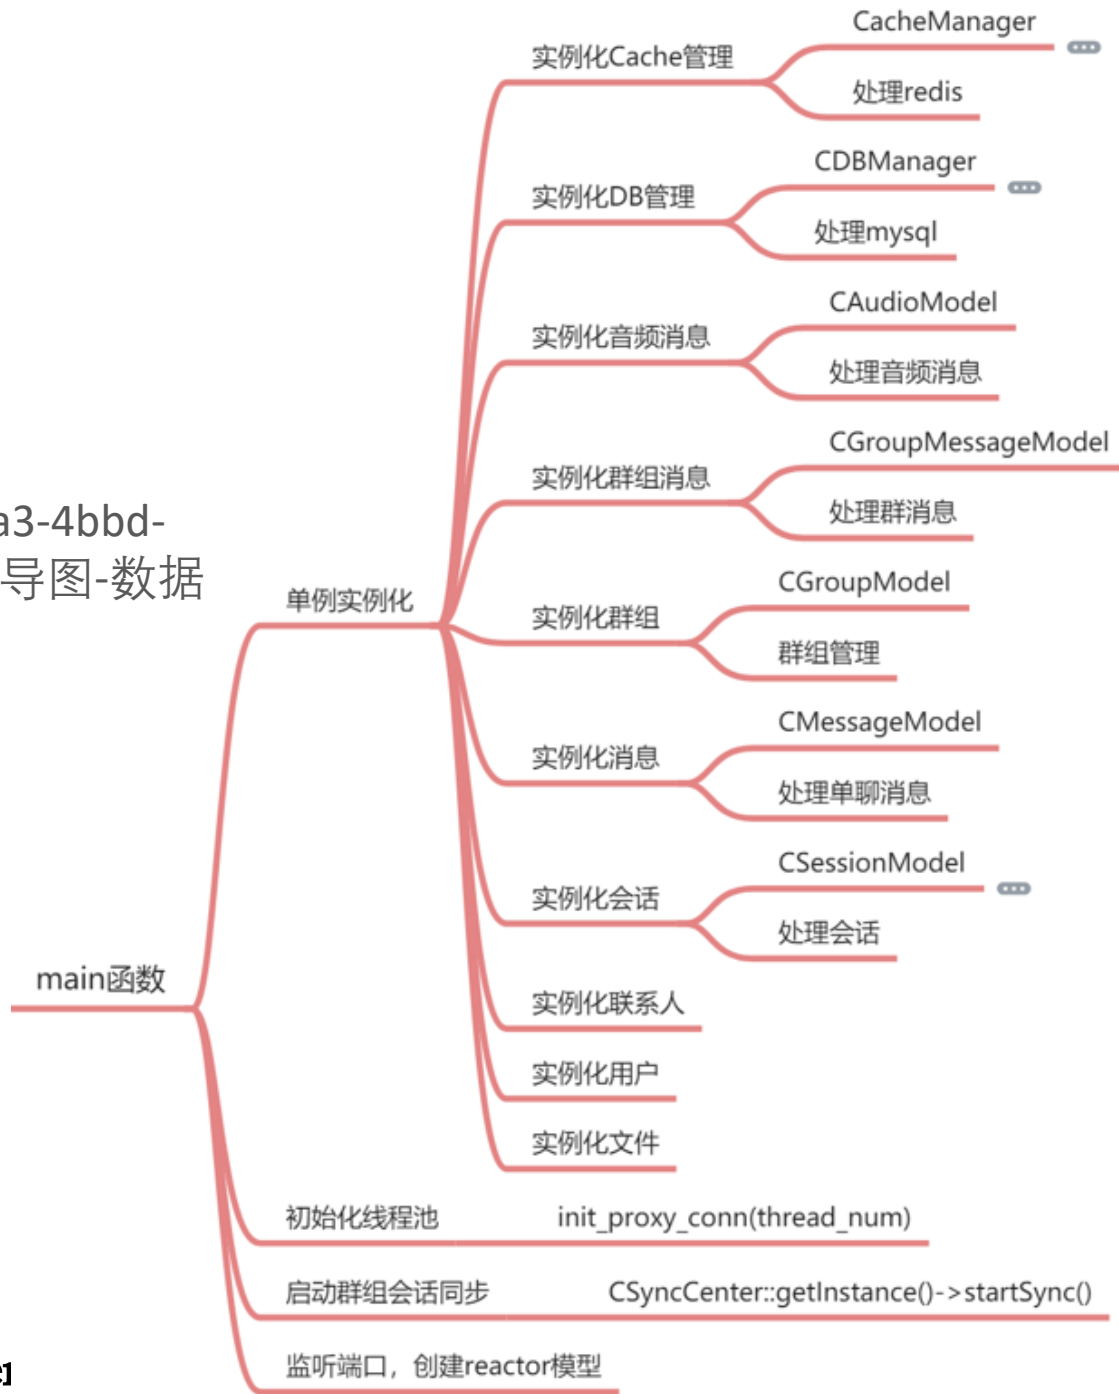 CacheManager
实例化Cache管理
处理redis
CDBManager
实例化DB管理
处理mysql
CAudioModel
实例化音频消息
处理音频消息
CGroupMessageModel
实例化群组消息
处理群消息
a3-4bbd-
导图-数据
CGroupModel
单例实例化
实例化群组
群组管理
CMessageModel
实例化消息
处理单聊消息
CSessionModel
实例化会话
处理会话
main函数
实例化联系人
实例化用户
实例化文件
初始化线程池 init_proxy_conn(thread_num)
启动群组会话同步 CSyncCenter::getInstance()->startSync()
监听端口，创建reactor模型